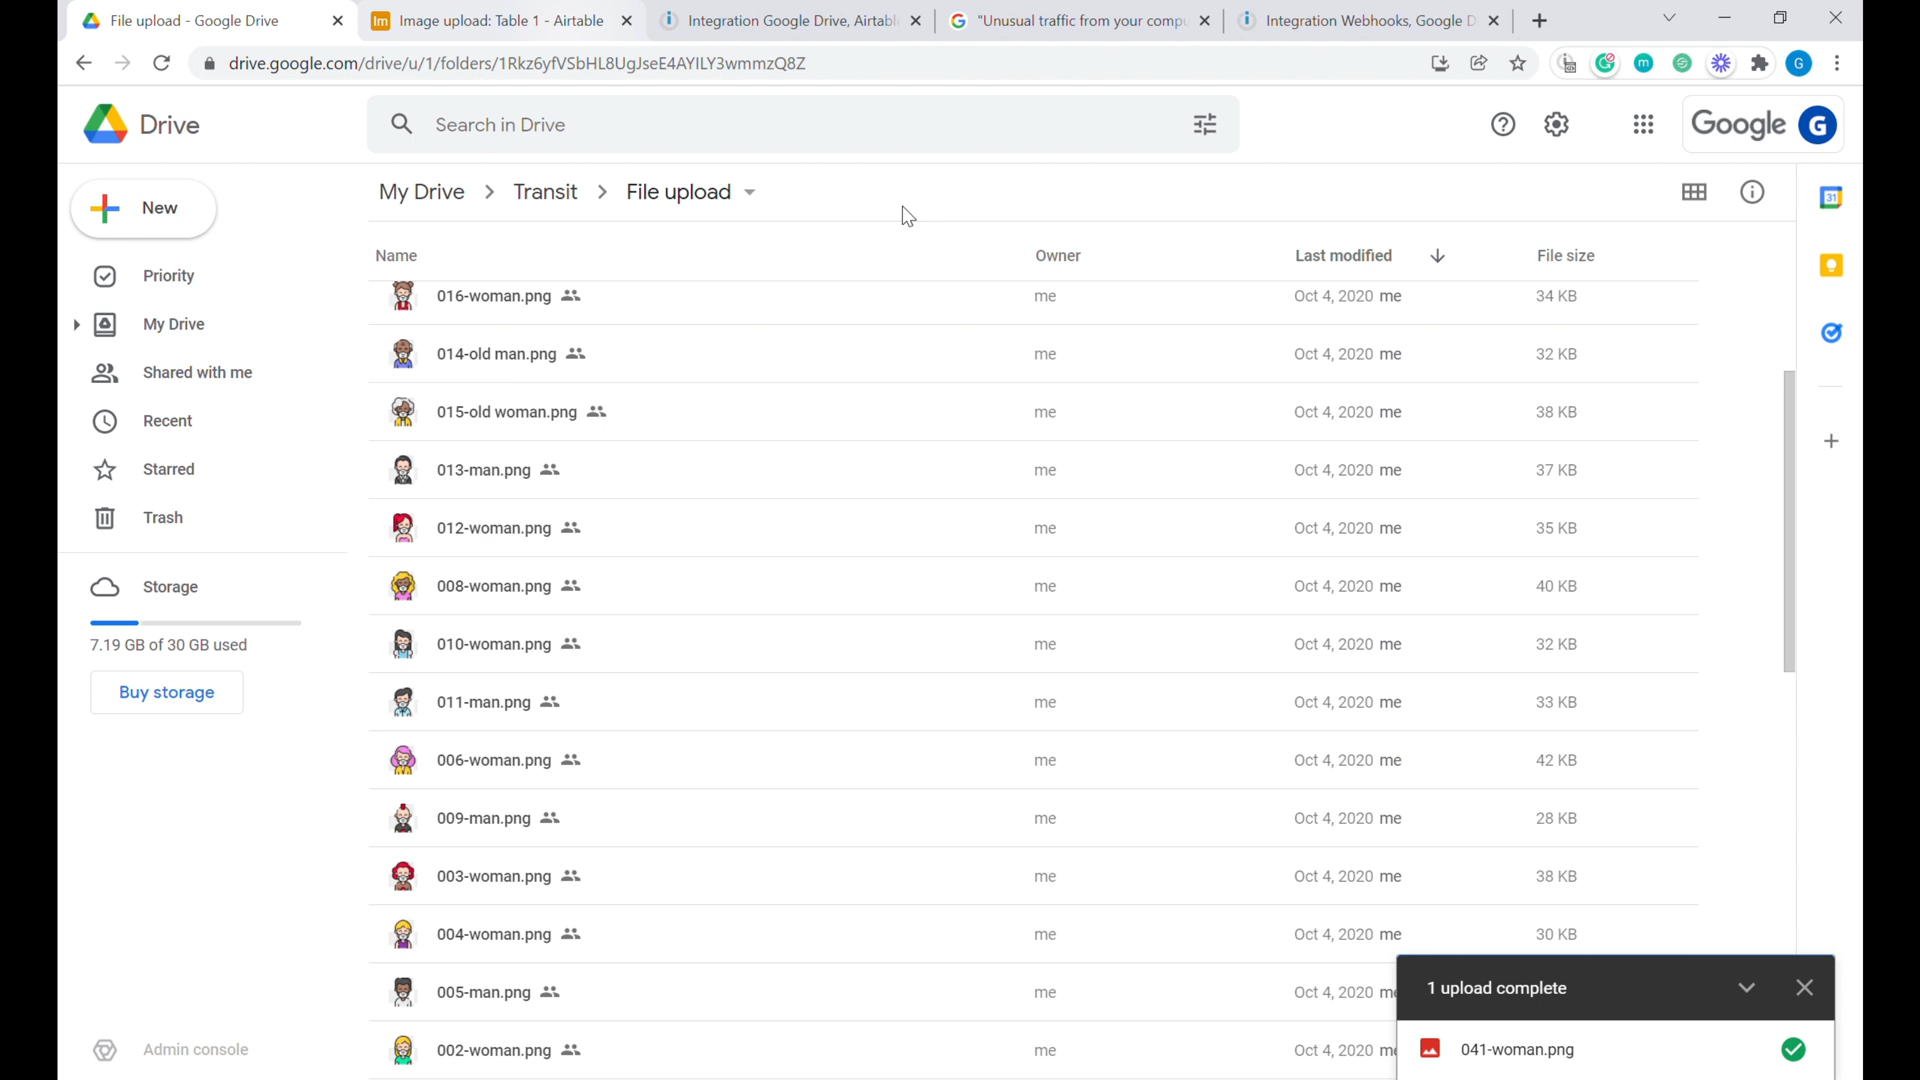 File upload - Google Drive
Im Image upload: Table 1 - Airtable
Integration Google Drive, Airtabl
"Unusual traffic from your compu
Integration Webhooks, Google D
drive.google.com/drive/u/1/folders/1Rkz6yfVSbHL8UgJseE4AYILY3wmmzQ8Z
m
G
Drive
Search in Drive
Google G
New
My Drive Transit File upload
31
Name Owner Last modified File size
Priority
My Drive
Shared with me
Recent
Starred
Trash
Storage
7.19 GB of 30 GB used
Buy storage
Admin console
016-woman.png me Oct 4, 2020 me 34 KB
014-old man.png me Oct 4, 2020 me 32 KB
015-old woman.png me Oct 4, 2020 me 38 KB
013-man.png me Oct 4, 2020 me 37 KB
012-woman.png me Oct 4, 2020 me 35 KB
008-woman.png me Oct 4, 2020 me 40 KB
010-woman.png me Oct 4, 2020 me 32 KB
011-man.png me Oct 4, 2020 me 33 KB
006-woman.png me Oct 4, 2020 me 42 KB
009-man.png me Oct 4, 2020 me 28 KB
003-woman.png me Oct 4, 2020 me 38 KB
004-woman.png me Oct 4, 2020 me 30 KB
005-man.png me Oct 4, 2020 me
002-woman.png me Oct 4, 2020 me
1 upload complete
041-woman.png